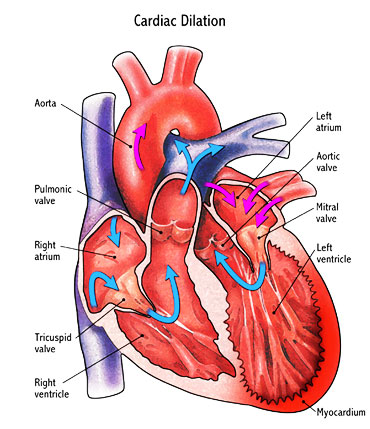 Cardiac Dilation
Aorta
Pulmonic
valve
Right
atrium
Tricuspid
valve
Right
ventricle
Left
atrium
Aortic
valve
Mitral
valve
Left
ventricle
Myocardium